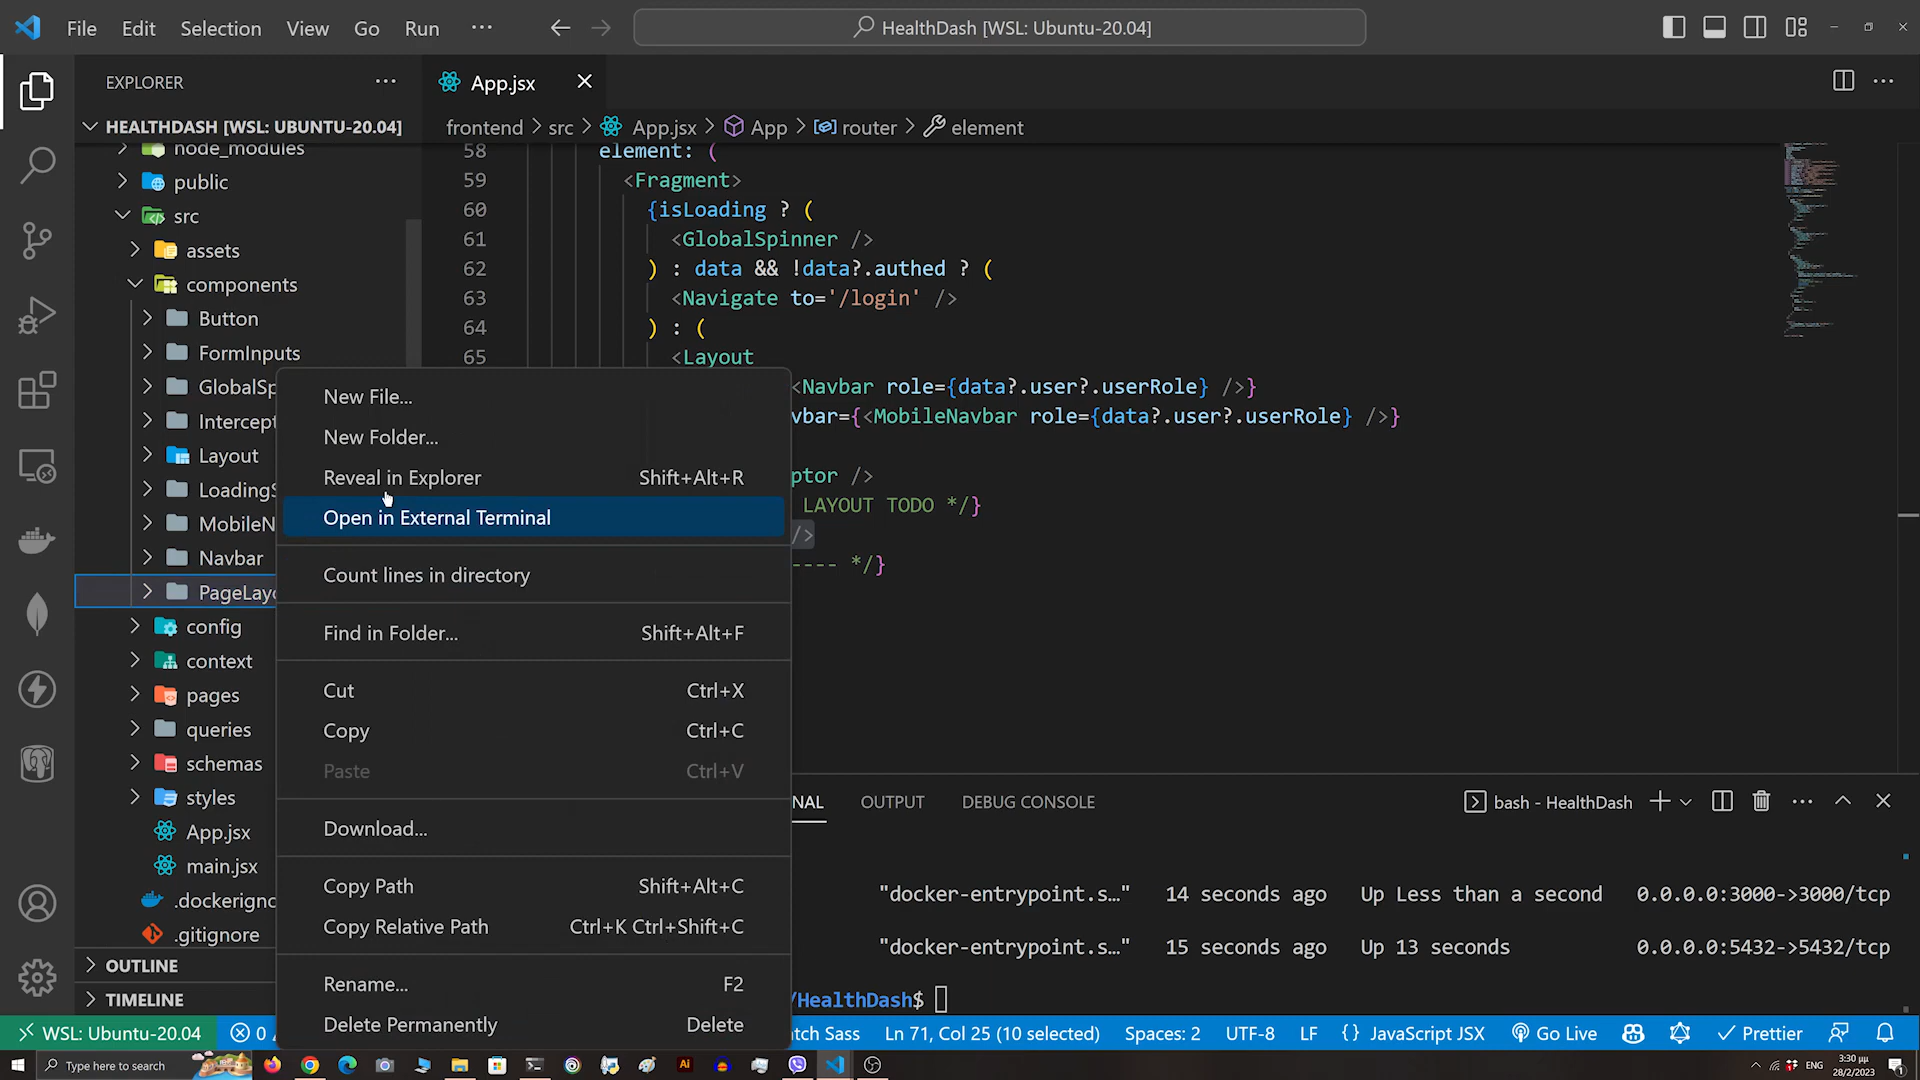 File Edit Selection View Go Run ···
HealthDash [WSL: Ubuntu-20.04]
EXPLORER
App.jsx
HEALTHDASH [WSL: UBUNTU-20.04]
frontend > src > App.jsx > App > router > element
node_modules
public
src
assets
components
Button
FormInputs
GlobalSp
Intercept
Layout
LoadingS
MobileN
Navbar
PageLayo
config
context
pages
queries
schemas
styles
App.jsx
main.jsx
.dockerigno
.gitignore
OUTLINE
TIMELINE
58 element: (
59 <Fragment>
60 {isLoading ? (
61 <GlobalSpinner />
62 ) : data && !data?.authed ? (
63 <Navigate to='/login' />
64 ) : (
65 <Layout
<Navbar role={data?.user?.userRole} />}
vbar={<MobileNavbar role={data?.user?.userRole} />}
ptor />
LAYOUT TODO */}
/>
---- */}
New File...
New Folder...
Reveal in Explorer Shift+Alt+R
Open in External Terminal
Count lines in directory
Find in Folder... Shift+Alt+F
Cut Ctrl+X
Copy Ctrl+C
Paste Ctrl+V
Download...
Copy Path Shift+Alt+C
Copy Relative Path Ctrl+K Ctrl+Shift+C
Rename... F2
Delete Permanently Delete
NAL OUTPUT DEBUG CONSOLE
bash - HealthDash
"docker-entrypoint.s…" 14 seconds ago Up Less than a second 0.0.0.0:3000->3000/tcp
"docker-entrypoint.s…" 15 seconds ago Up 13 seconds 0.0.0.0:5432->5432/tcp
/HealthDash$
WSL: Ubuntu-20.04 0 tch Sass Ln 71, Col 25 (10 selected) Spaces: 2 UTF-8 LF {} JavaScript JSX Go Live Prettier
Type here to search
Ai
ENG
3:30 μμ
28/2/2023